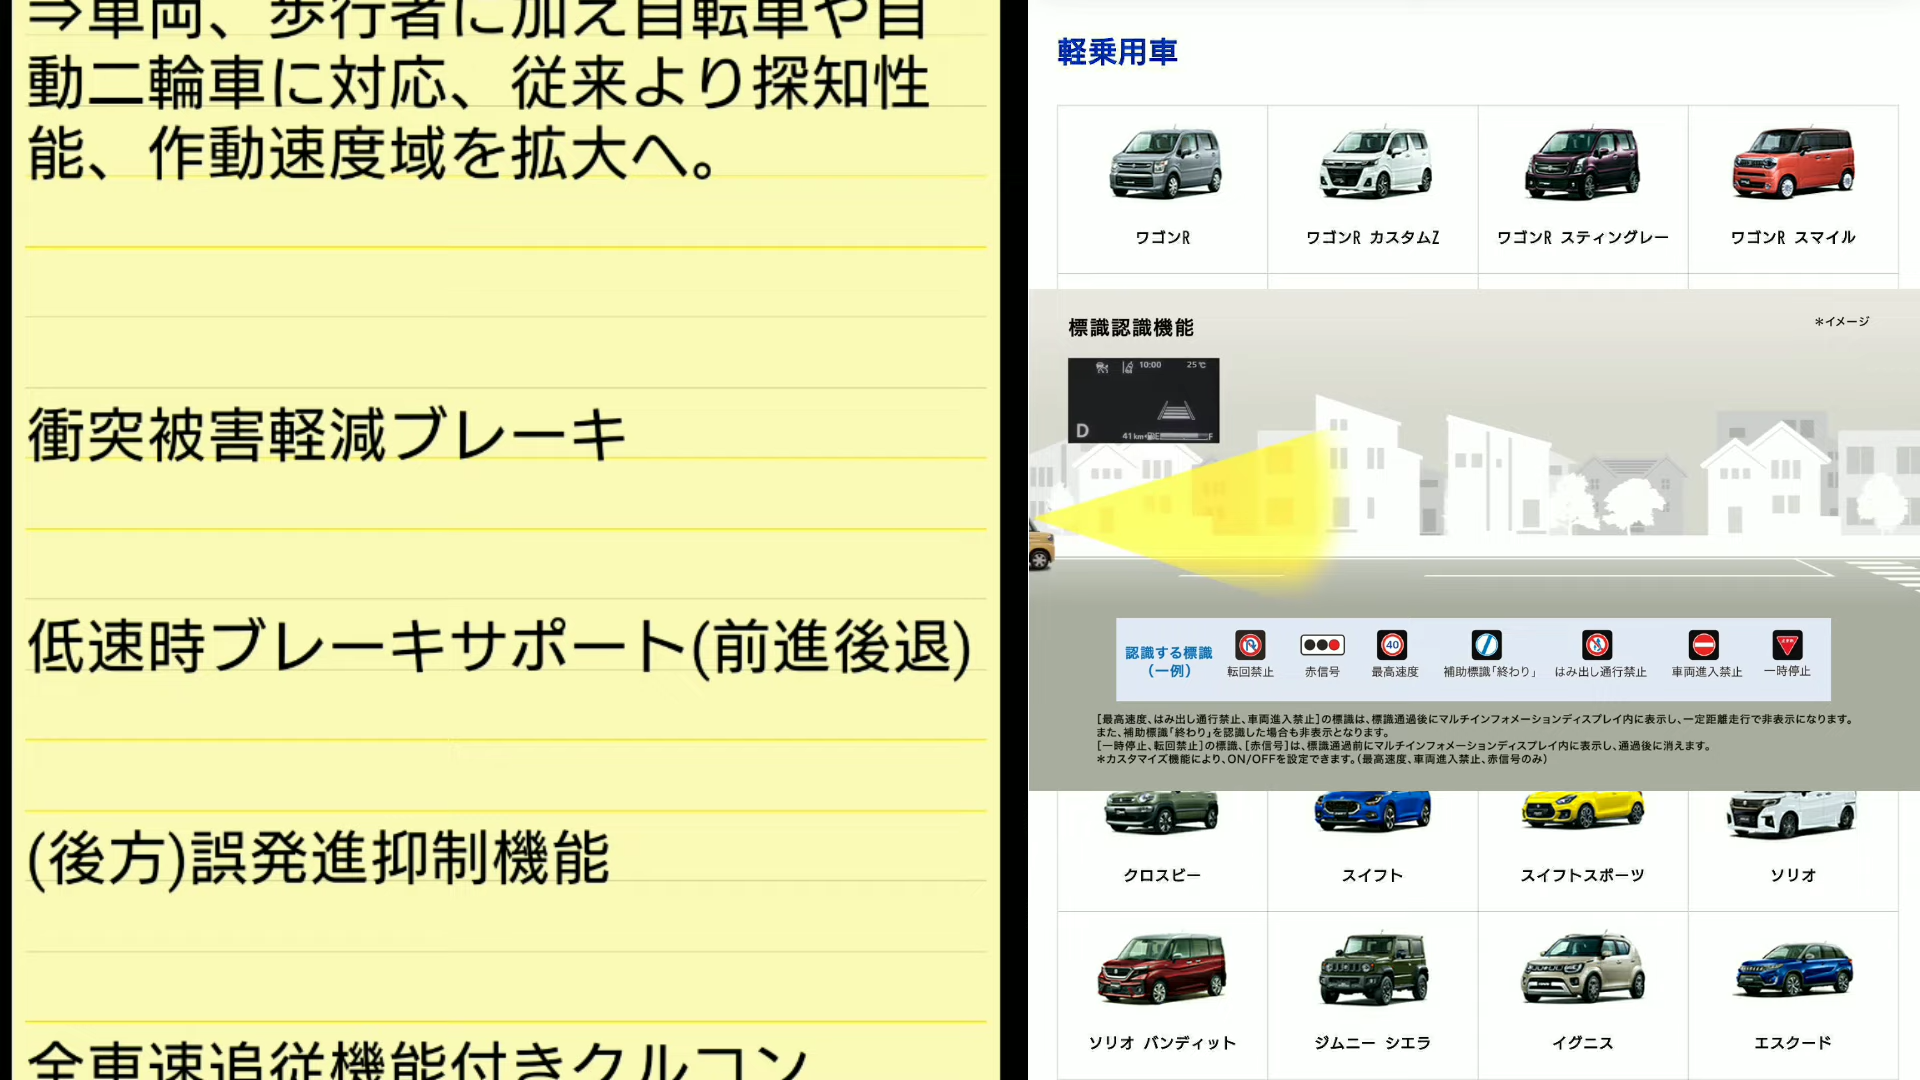 ⇒車両、歩行者に加え自転車や自
動二輪車に対応、従来より探知性
能、作動速度域を拡大へ。
衝突被害軽減ブレーキ
低速時ブレーキサポート(前進後退)
(後方)誤発進抑制機能
全車速追従機能付きクルコン
軽乗用車
ワゴンR
ワゴンR カスタムZ
ワゴンR スティングレー
ワゴンR スマイル
標識認識機能
＊イメージ
10:00 25℃
D
41km
E F
認識する標識
(一例)
転回禁止
赤信号
40
最高速度
補助標識「終わり」
はみ出し通行禁止
車両進入禁止
一時停止
[最高速度、はみ出し通行禁止、車両進入禁止]の標識は、標識通過後にマルチインフォメーションディスプレイ内に表示し、一定距離走行で非表示になります。
また、補助標識「終わり」を認識した場合も非表示となります。
[一時停止、転回禁止]の標識、[赤信号]は、標識通過前にマルチインフォメーションディスプレイ内に表示し、通過後に消えます。
＊カスタマイズ機能により、ON/OFFを設定できます。(最高速度、車両進入禁止、赤信号のみ)
クロスビー
スイフト
スイフトスポーツ
ソリオ
ソリオ バンディット
ジムニー シエラ
イグニス
エスクード